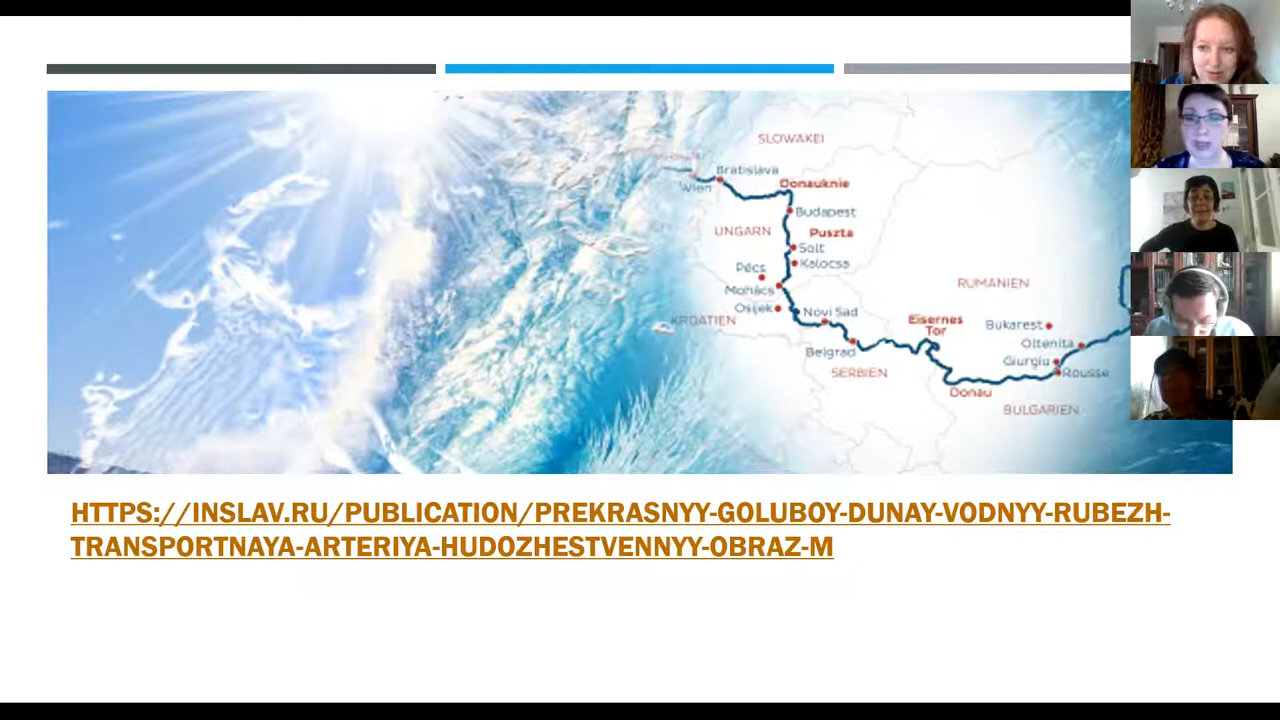 SLOWAKEI
Bratislava
Wien
Donauknie
Budapest
UNGARN
Puszta
Solt
Kalocsa
Pécs
Mohács
RUMÄNIEN
Osijek
Novi Sad
KROATIEN
Eisernes
Tor
Bukarest
Oltenita
Belgrad
Giurgiu
SERBIEN
Rousse
Donau
BULGARIEN
HTTPS://INSLAV.RU/PUBLICATION/PREKRASNYY-GOLUBOY-DUNAY-VODNYY-RUBEZH-
TRANSPORTNAYA-ARTERIYA-HUDOZHESTVENNYY-OBRAZ-M